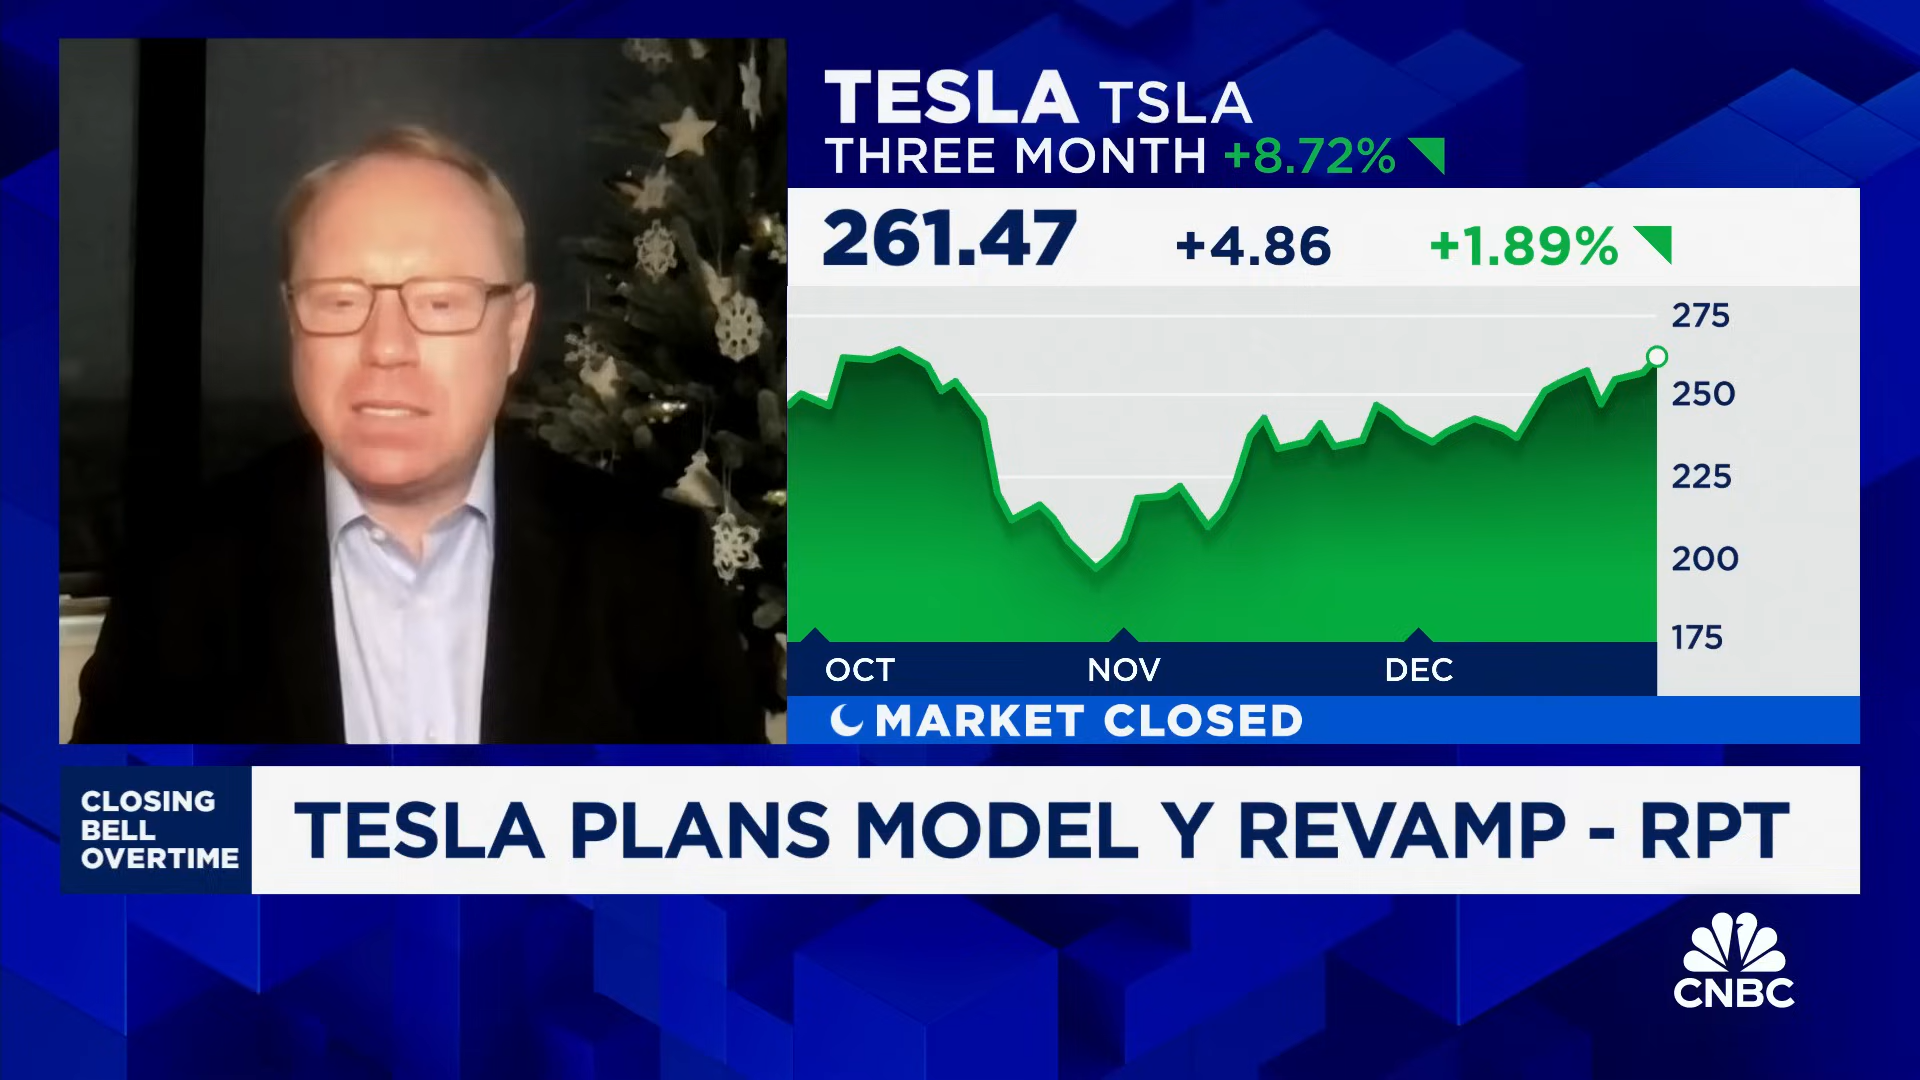 TESLA TSLA
THREE MONTH +8.72%
261.47 +4.86 +1.89%
275
250
225
200
175
OCT NOV DEC
MARKET CLOSED
CLOSING
BELL
OVERTIME
TESLA PLANS MODEL Y REVAMP - RPT
CNBC